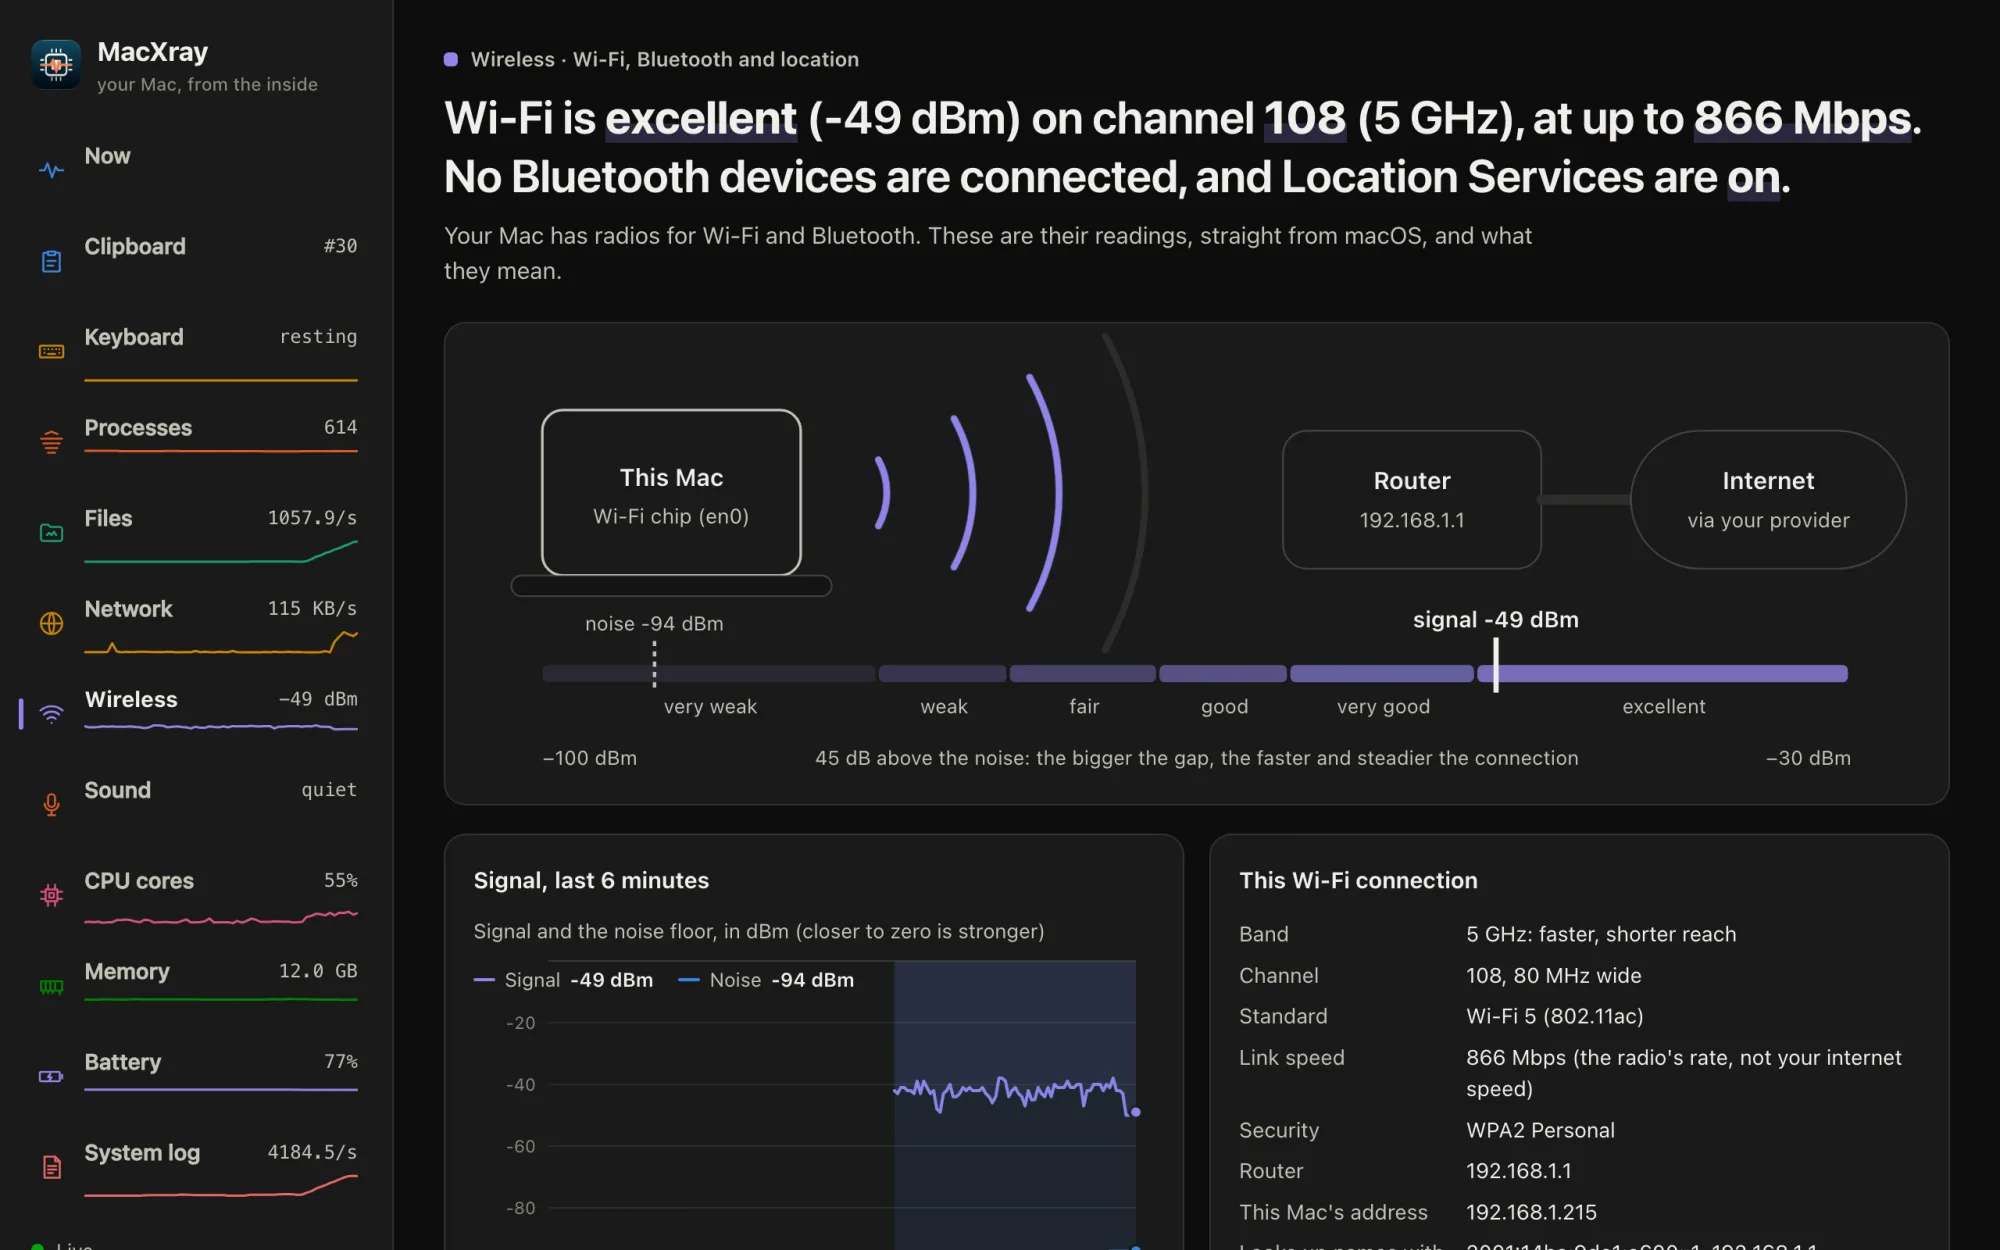 MacXray
your Mac, from the inside
Now
Clipboard #30
Keyboard resting
Processes 614
Files 1057.9/s
Network 115 KB/s
Wireless −49 dBm
Sound quiet
CPU cores 55%
Memory 12.0 GB
Battery 77%
System log 4184.5/s
Live
Wireless · Wi-Fi, Bluetooth and location
Wi-Fi is excellent (-49 dBm) on channel 108 (5 GHz), at up to 866 Mbps.
No Bluetooth devices are connected, and Location Services are on.
Your Mac has radios for Wi-Fi and Bluetooth. These are their readings, straight from macOS, and what
they mean.
This Mac
Wi-Fi chip (en0)
Router
192.168.1.1
Internet
via your provider
noise -94 dBm
signal -49 dBm
very weak weak fair good very good excellent
−100 dBm 45 dB above the noise: the bigger the gap, the faster and steadier the connection −30 dBm
Signal, last 6 minutes
Signal and the noise floor, in dBm (closer to zero is stronger)
Signal -49 dBm Noise -94 dBm
-20
-40
-60
-80
This Wi-Fi connection
Band 5 GHz: faster, shorter reach
Channel 108, 80 MHz wide
Standard Wi-Fi 5 (802.11ac)
Link speed 866 Mbps (the radio's rate, not your internet
speed)
Security WPA2 Personal
Router 192.168.1.1
This Mac's address 192.168.1.215
Looks up names with